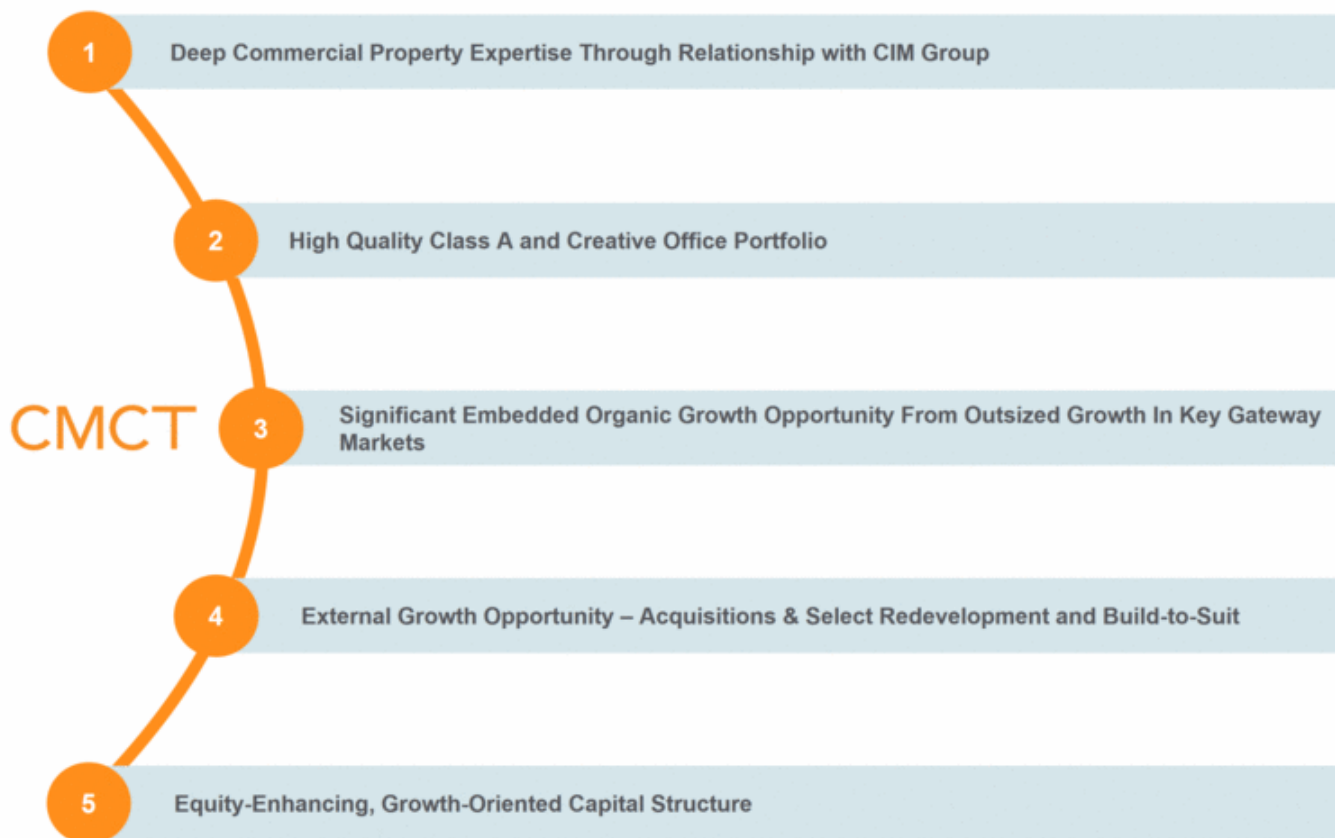 1
Deep Commercial Property Expertise Through Relationship with CIM Group
2
High Quality Class A and Creative Office Portfolio
CMCT
3
Significant Embedded Organic Growth Opportunity From Outsized Growth In Key Gateway
Markets
4
External Growth Opportunity – Acquisitions & Select Redevelopment and Build-to-Suit
5
Equity-Enhancing, Growth-Oriented Capital Structure